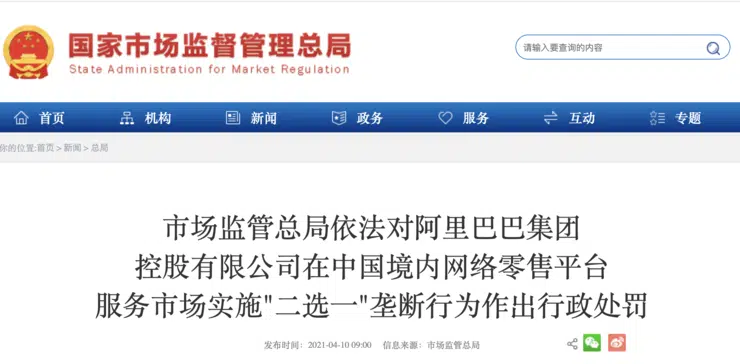 国家市场监督管理总局
State Administration for Market Regulation
请输入要查询的内容
首页 机构 新闻 政务 服务 互动 专题
你的位置:首页 > 新闻 > 总局
市场监管总局依法对阿里巴巴集团
控股有限公司在中国境内网络零售平台
服务市场实施"二选一"垄断行为作出行政处罚
发布时间：2021-04-10 09:00 信息来源：市场监管总局